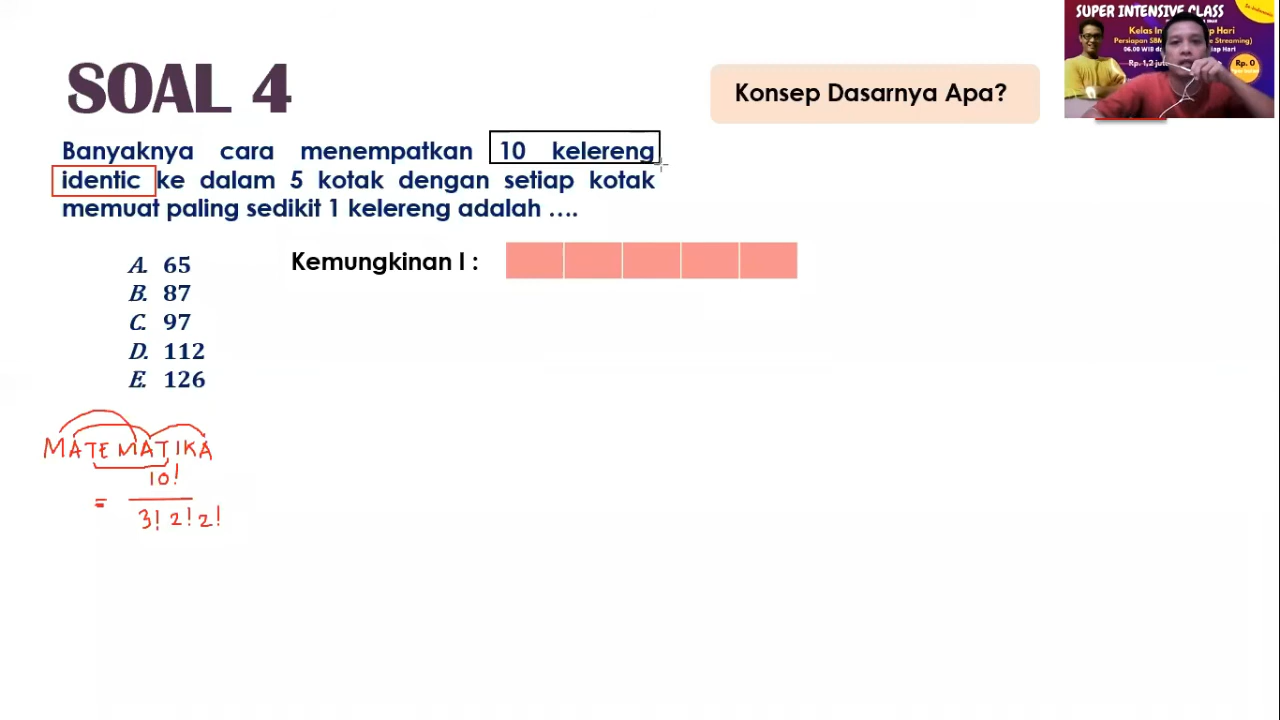 SUPER INTENSIVE CLASS
SOAL 4
Konsep Dasarnya Apa?
Banyaknya cara menempatkan 10 kelereng
identic ke dalam 5 kotak dengan setiap kotak
memuat paling sedikit 1 kelereng adalah ....
Kemungkinan I :
A. 65
B. 87
C. 97
D. 112
E. 126
MATEMATIKA
= 10!
3! 2! 2!
Rp. 0